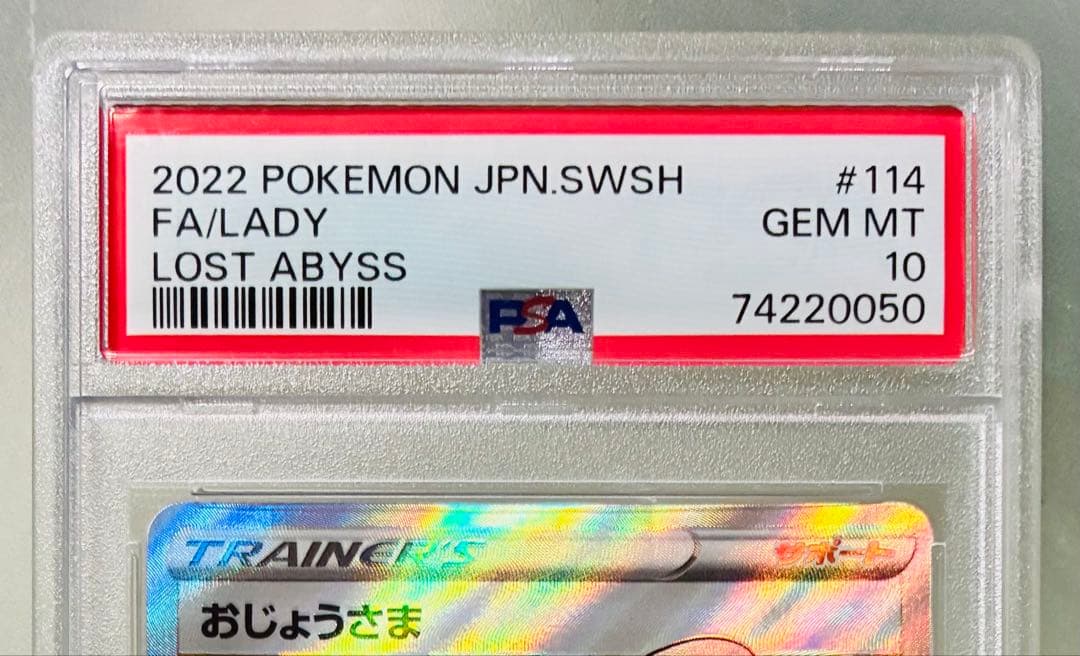 2022 POKEMON JPN.SWSH #114
FA/LADY GEM MT
LOST ABYSS 10
74220050
PSA
TRAINER'S サポート
おじょうさま